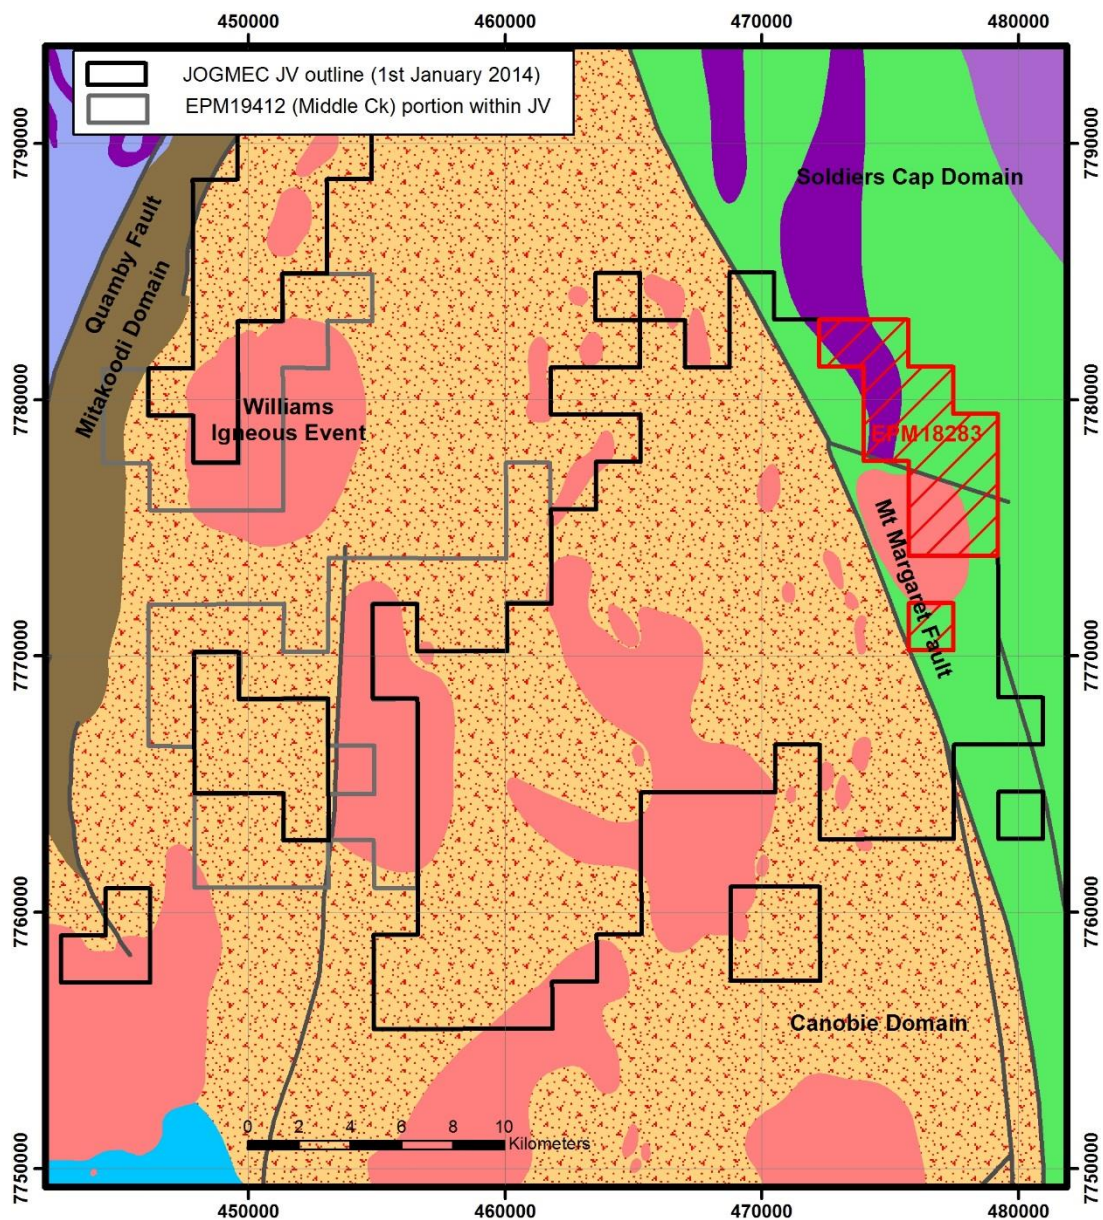 450000 460000 470000 480000
JOGMEC JV outline (1st January 2014)
EPM19412 (Middle Ck) portion within JV
7790000
7790000
Soldiers Cap Domain
Quamby Fault
Mitakoodi Domain
7780000
7780000
Williams
Igneous Event
EPM18283
Mt Margaret Fault
7770000
7770000
7760000
7760000
Canobie Domain
0 2 4 6 8 10
Kilometers
7750000
7750000
450000 460000 470000 480000